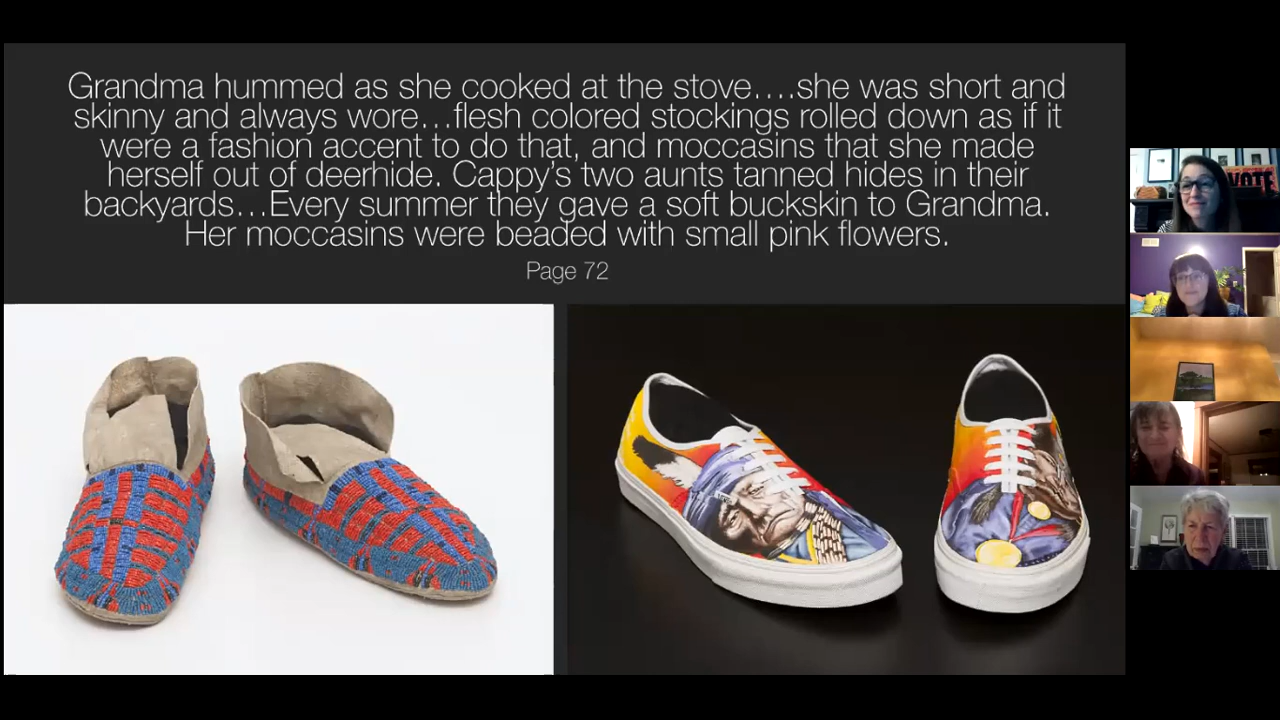 Grandma hummed as she cooked at the stove….she was short and
skinny and always wore…flesh colored stockings rolled down as if it
were a fashion accent to do that, and moccasins that she made
herself out of deerhide. Cappy’s two aunts tanned hides in their
backyards…Every summer they gave a soft buckskin to Grandma.
Her moccasins were beaded with small pink flowers.
Page 72
VOTE